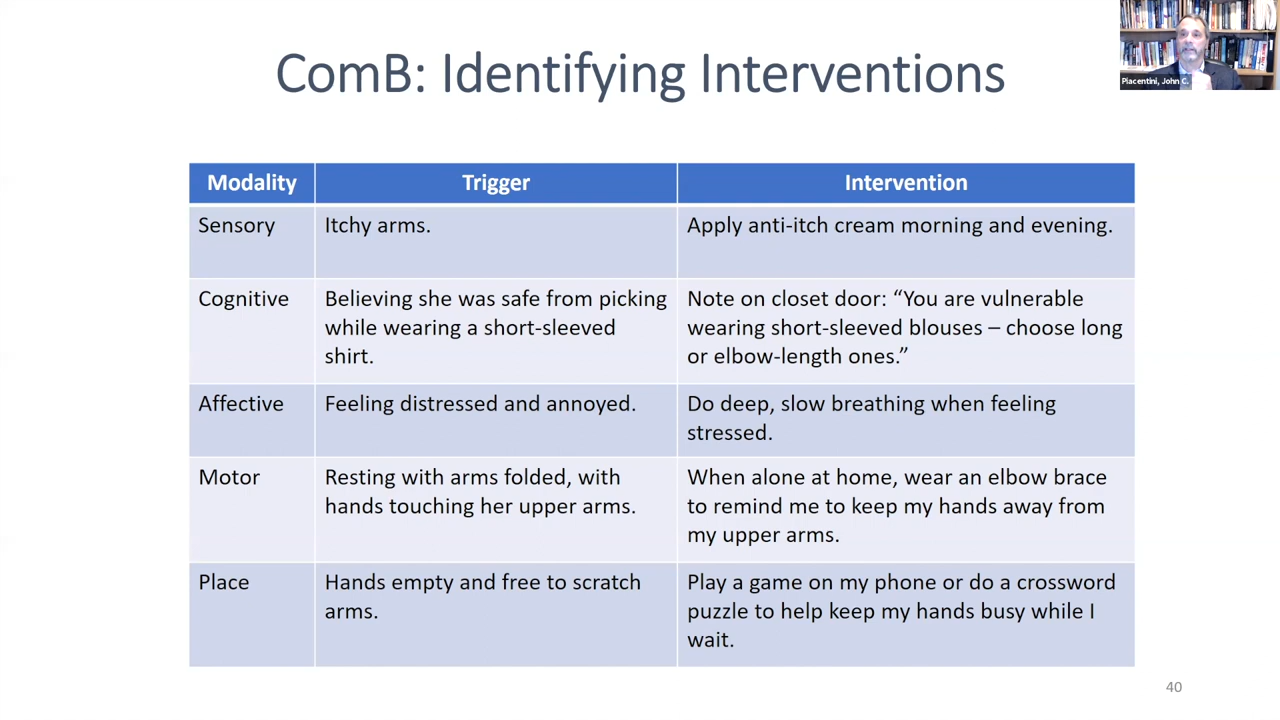 ComB: Identifying Interventions
Piacentini, John C.
Modality Trigger Intervention
Sensory
Itchy arms.
Apply anti-itch cream morning and evening.
Cognitive
Believing she was safe from picking
while wearing a short-sleeved
shirt.
Note on closet door: “You are vulnerable
wearing short-sleeved blouses – choose long
or elbow-length ones.”
Affective
Feeling distressed and annoyed.
Do deep, slow breathing when feeling
stressed.
Motor
Resting with arms folded, with
hands touching her upper arms.
When alone at home, wear an elbow brace
to remind me to keep my hands away from
my upper arms.
Place
Hands empty and free to scratch
arms.
Play a game on my phone or do a crossword
puzzle to help keep my hands busy while I
wait.
40